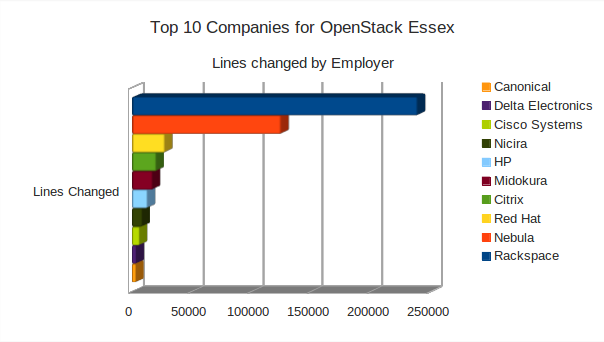 Top 10 Companies for OpenStack Essex
Lines changed by Employer
Canonical
Delta Electronics
Cisco Systems
Nicira
HP
Midokura
Citrix
Red Hat
Nebula
Rackspace
Lines Changed
0 50000 100000 150000 200000 250000